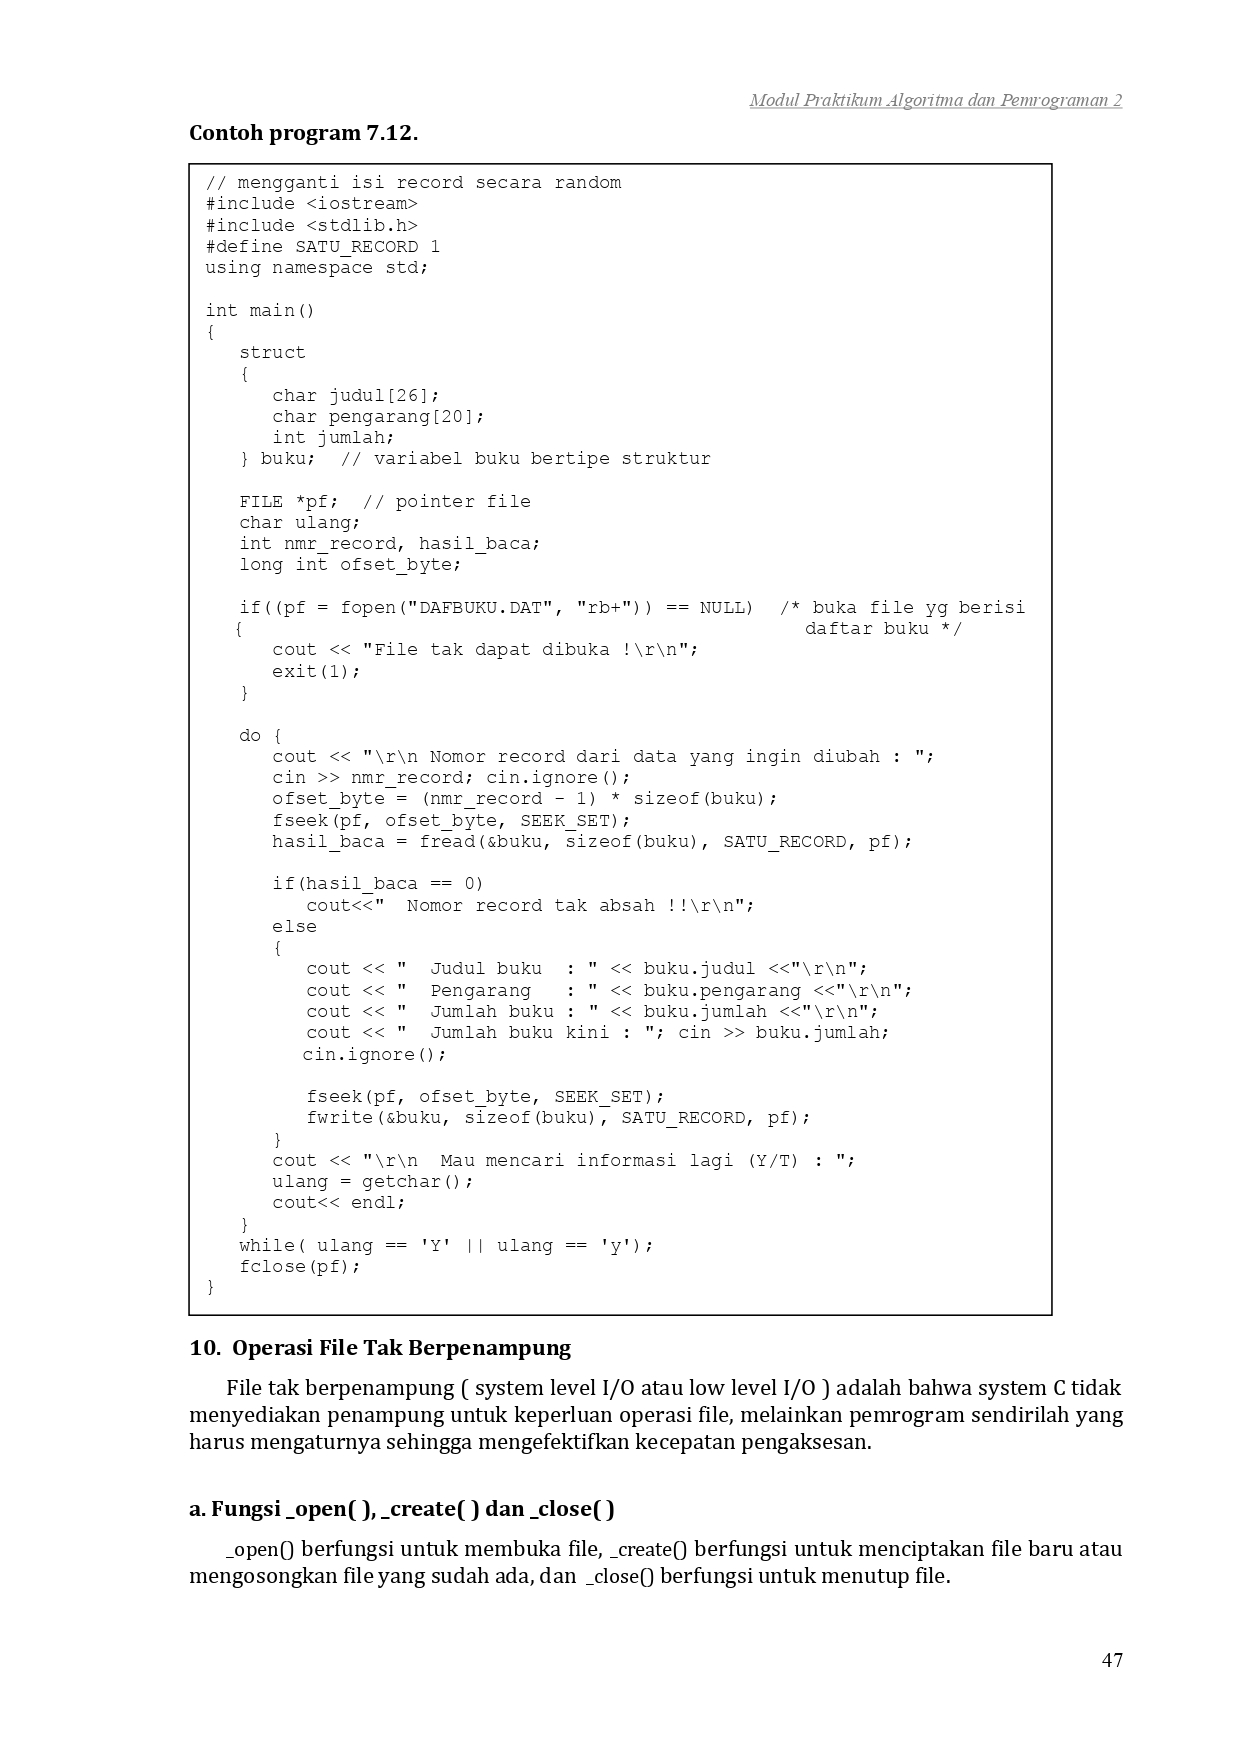 Modul Praktikum Algoritma dan Pemrograman 2
Contoh program 7.12.
// mengganti isi record secara random
#include <iostream>
#include <stdlib.h>
#define SATU_RECORD 1
using namespace std;
int main()
{
struct
{
char judul[26];
char pengarang[20];
int jumlah;
} buku;  // variabel buku bertipe struktur
FILE *pf;  // pointer file
char ulang;
int nmr_record, hasil_baca;
long int ofset_byte;
if((pf = fopen("DAFBUKU.DAT", "rb+")) == NULL)  /* buka file yg berisi
{ daftar buku */
cout << "File tak dapat dibuka !\r\n";
exit(1);
}
do {
cout << "\r\n Nomor record dari data yang ingin diubah : ";
cin >> nmr_record; cin.ignore();
ofset_byte = (nmr_record – 1) * sizeof(buku);
fseek(pf, ofset_byte, SEEK_SET);
hasil_baca = fread(&buku, sizeof(buku), SATU_RECORD, pf);
if(hasil_baca == 0)
cout<<"  Nomor record tak absah !!\r\n";
else
{
cout << "  Judul buku  : " << buku.judul <<"\r\n";
cout << "  Pengarang   : " << buku.pengarang <<"\r\n";
cout << "  Jumlah buku : " << buku.jumlah <<"\r\n";
cout << "  Jumlah buku kini : "; cin >> buku.jumlah;
cin.ignore();
fseek(pf, ofset_byte, SEEK_SET);
fwrite(&buku, sizeof(buku), SATU_RECORD, pf);
}
cout << "\r\n  Mau mencari informasi lagi (Y/T) : ";
ulang = getchar();
cout<< endl;
}
while( ulang == 'Y' || ulang == 'y');
fclose(pf);
}
10. Operasi File Tak Berpenampung
File tak berpenampung ( system level I/O atau low level I/O ) adalah bahwa system C tidak
menyediakan penampung untuk keperluan operasi file, melainkan pemrogram sendirilah yang
harus mengaturnya sehingga mengefektifkan kecepatan pengaksesan.
a. Fungsi _open( ), _create( ) dan _close( )
_open() berfungsi untuk membuka file, _create() berfungsi untuk menciptakan file baru atau
mengosongkan file yang sudah ada, dan _close() berfungsi untuk menutup file.
47